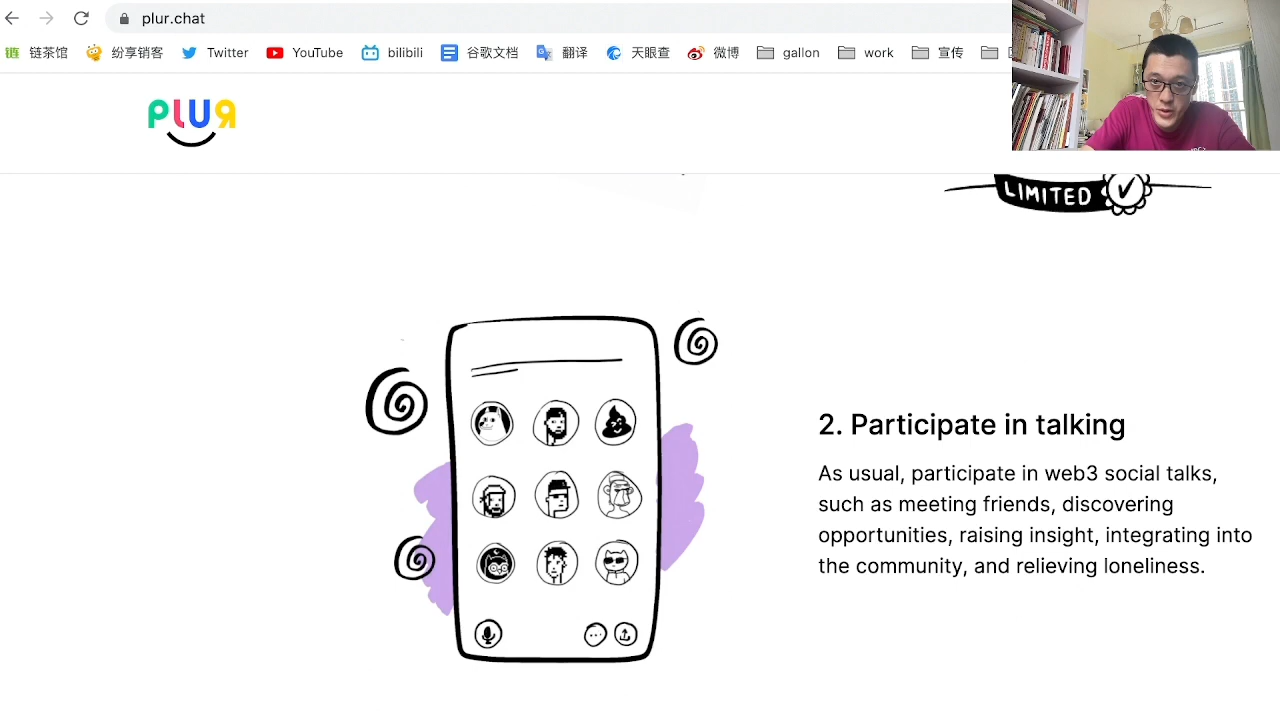 plur.chat
链 链茶馆 纷享销客 Twitter YouTube bilibili 谷歌文档 翻译 天眼查 微博 gallon work 宣传
PLUR
LIMITED
2. Participate in talking
As usual, participate in web3 social talks,
such as meeting friends, discovering
opportunities, raising insight, integrating into
the community, and relieving loneliness.